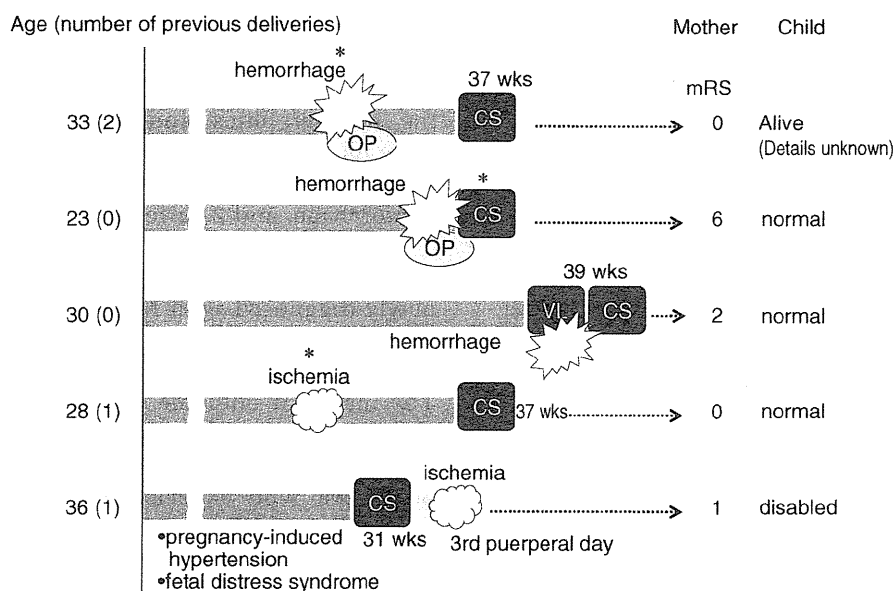 Age (number of previous deliveries) Mother Child
mRS
* hemorrhage 37 wks
33 (2) OP CS 0 Alive
(Details unknown)
hemorrhage *
23 (0) OP CS 6 normal
39 wks
30 (0) VL CS 2 normal
hemorrhage
*
ischemia
28 (1) CS 37 wks 0 normal
ischemia
36 (1) CS 1 disabled
31 wks 3rd puerperal day
*pregnancy-induced
hypertension
*fetal distress syndrome